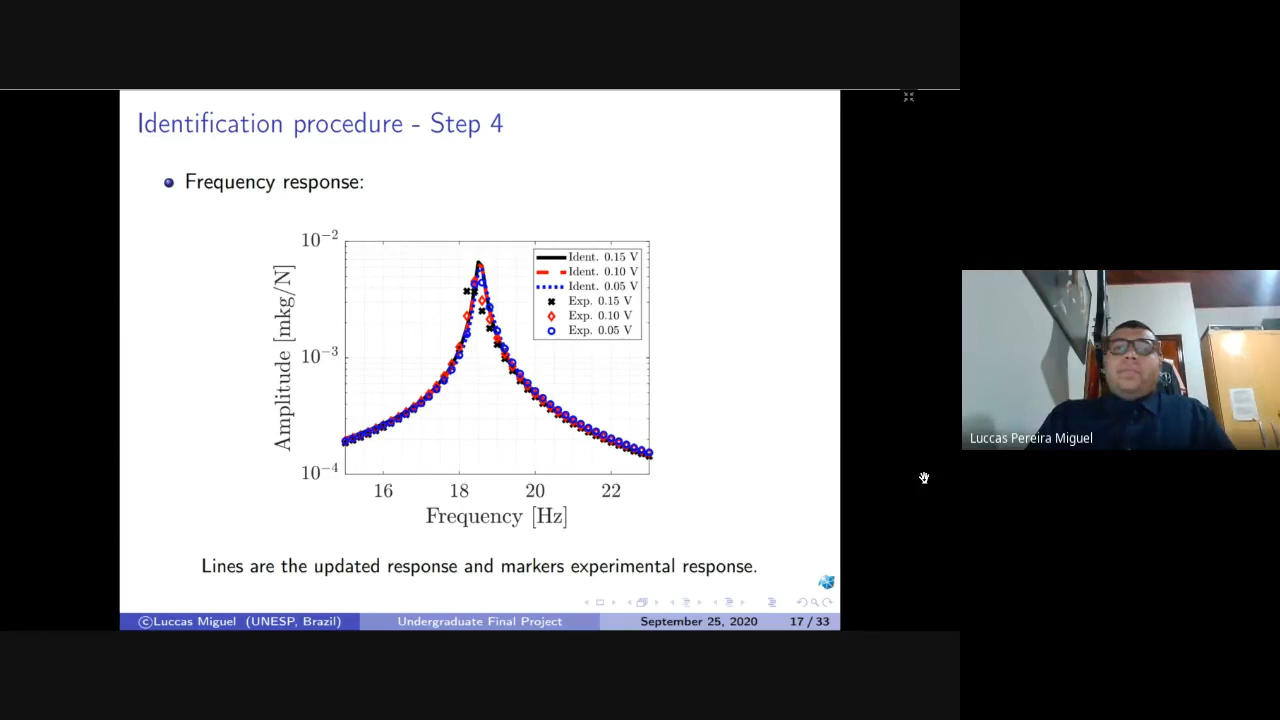 Identification procedure - Step 4
Frequency response:
10⁻²
10⁻³
10⁻⁴
Amplitude [mkg/N]
Ident. 0.15 V
Ident. 0.10 V
Ident. 0.05 V
Exp. 0.15 V
Exp. 0.10 V
Exp. 0.05 V
16 18 20 22
Frequency [Hz]
Lines are the updated response and markers experimental response.
©Luccas Miguel (UNESP, Brazil) Undergraduate Final Project September 25, 2020 17 / 33
Luccas Pereira Miguel